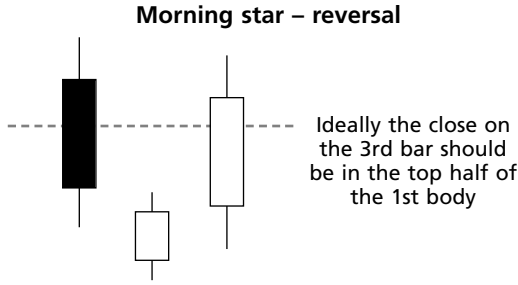 Morning star – reversal
Ideally the close on
the 3rd bar should
be in the top half of
the 1st body